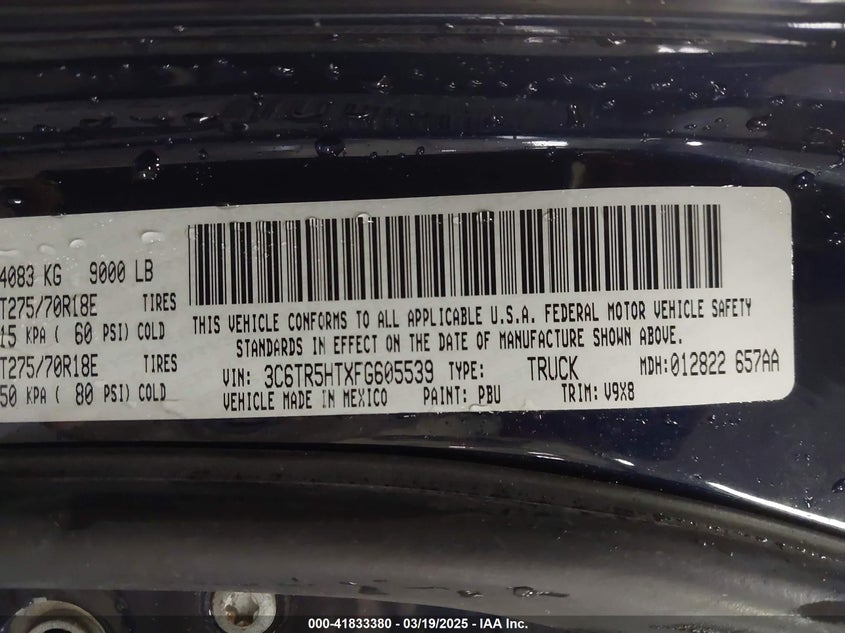 4083 KG 9000 LB
T275/70R18E TIRES
15 KPA ( 60 PSI) COLD
T275/70R18E TIRES
50 KPA ( 80 PSI) COLD
THIS VEHICLE CONFORMS TO ALL APPLICABLE U.S.A. FEDERAL MOTOR VEHICLE SAFETY
STANDARDS IN EFFECT ON THE DATE OF MANUFACTURE SHOWN ABOVE.
VIN: 3C6TR5HTXFG605539 TYPE: TRUCK MDH: 012822 657AA
VEHICLE MADE IN MEXICO PAINT: PBU TRIM: V9X8
000-41833380 - 03/19/2025 - IAA Inc.